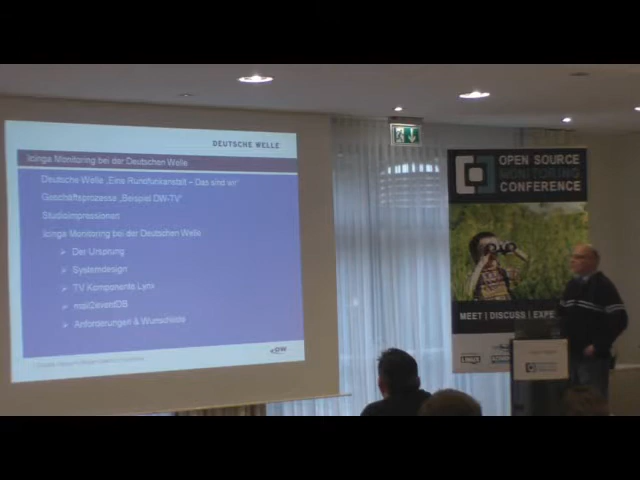 DEUTSCHE WELLE
Icinga Monitoring bei der Deutschen Welle
Deutsche Welle „Eine Rundfunkanstalt – Das sind wir"
Geschäftsprozesse „Beispiel DW-TV"
Studioimpressionen
Icinga Monitoring bei der Deutschen Welle
➢ Der Ursprung
➢ Systemdesign
➢ TV Komponente Lynx
➢ mail2eventDB
➢ Anforderungen & Wunschliste
OPEN SOURCE
MONITORING
CONFERENCE
MEET | DISCUSS | EXPE